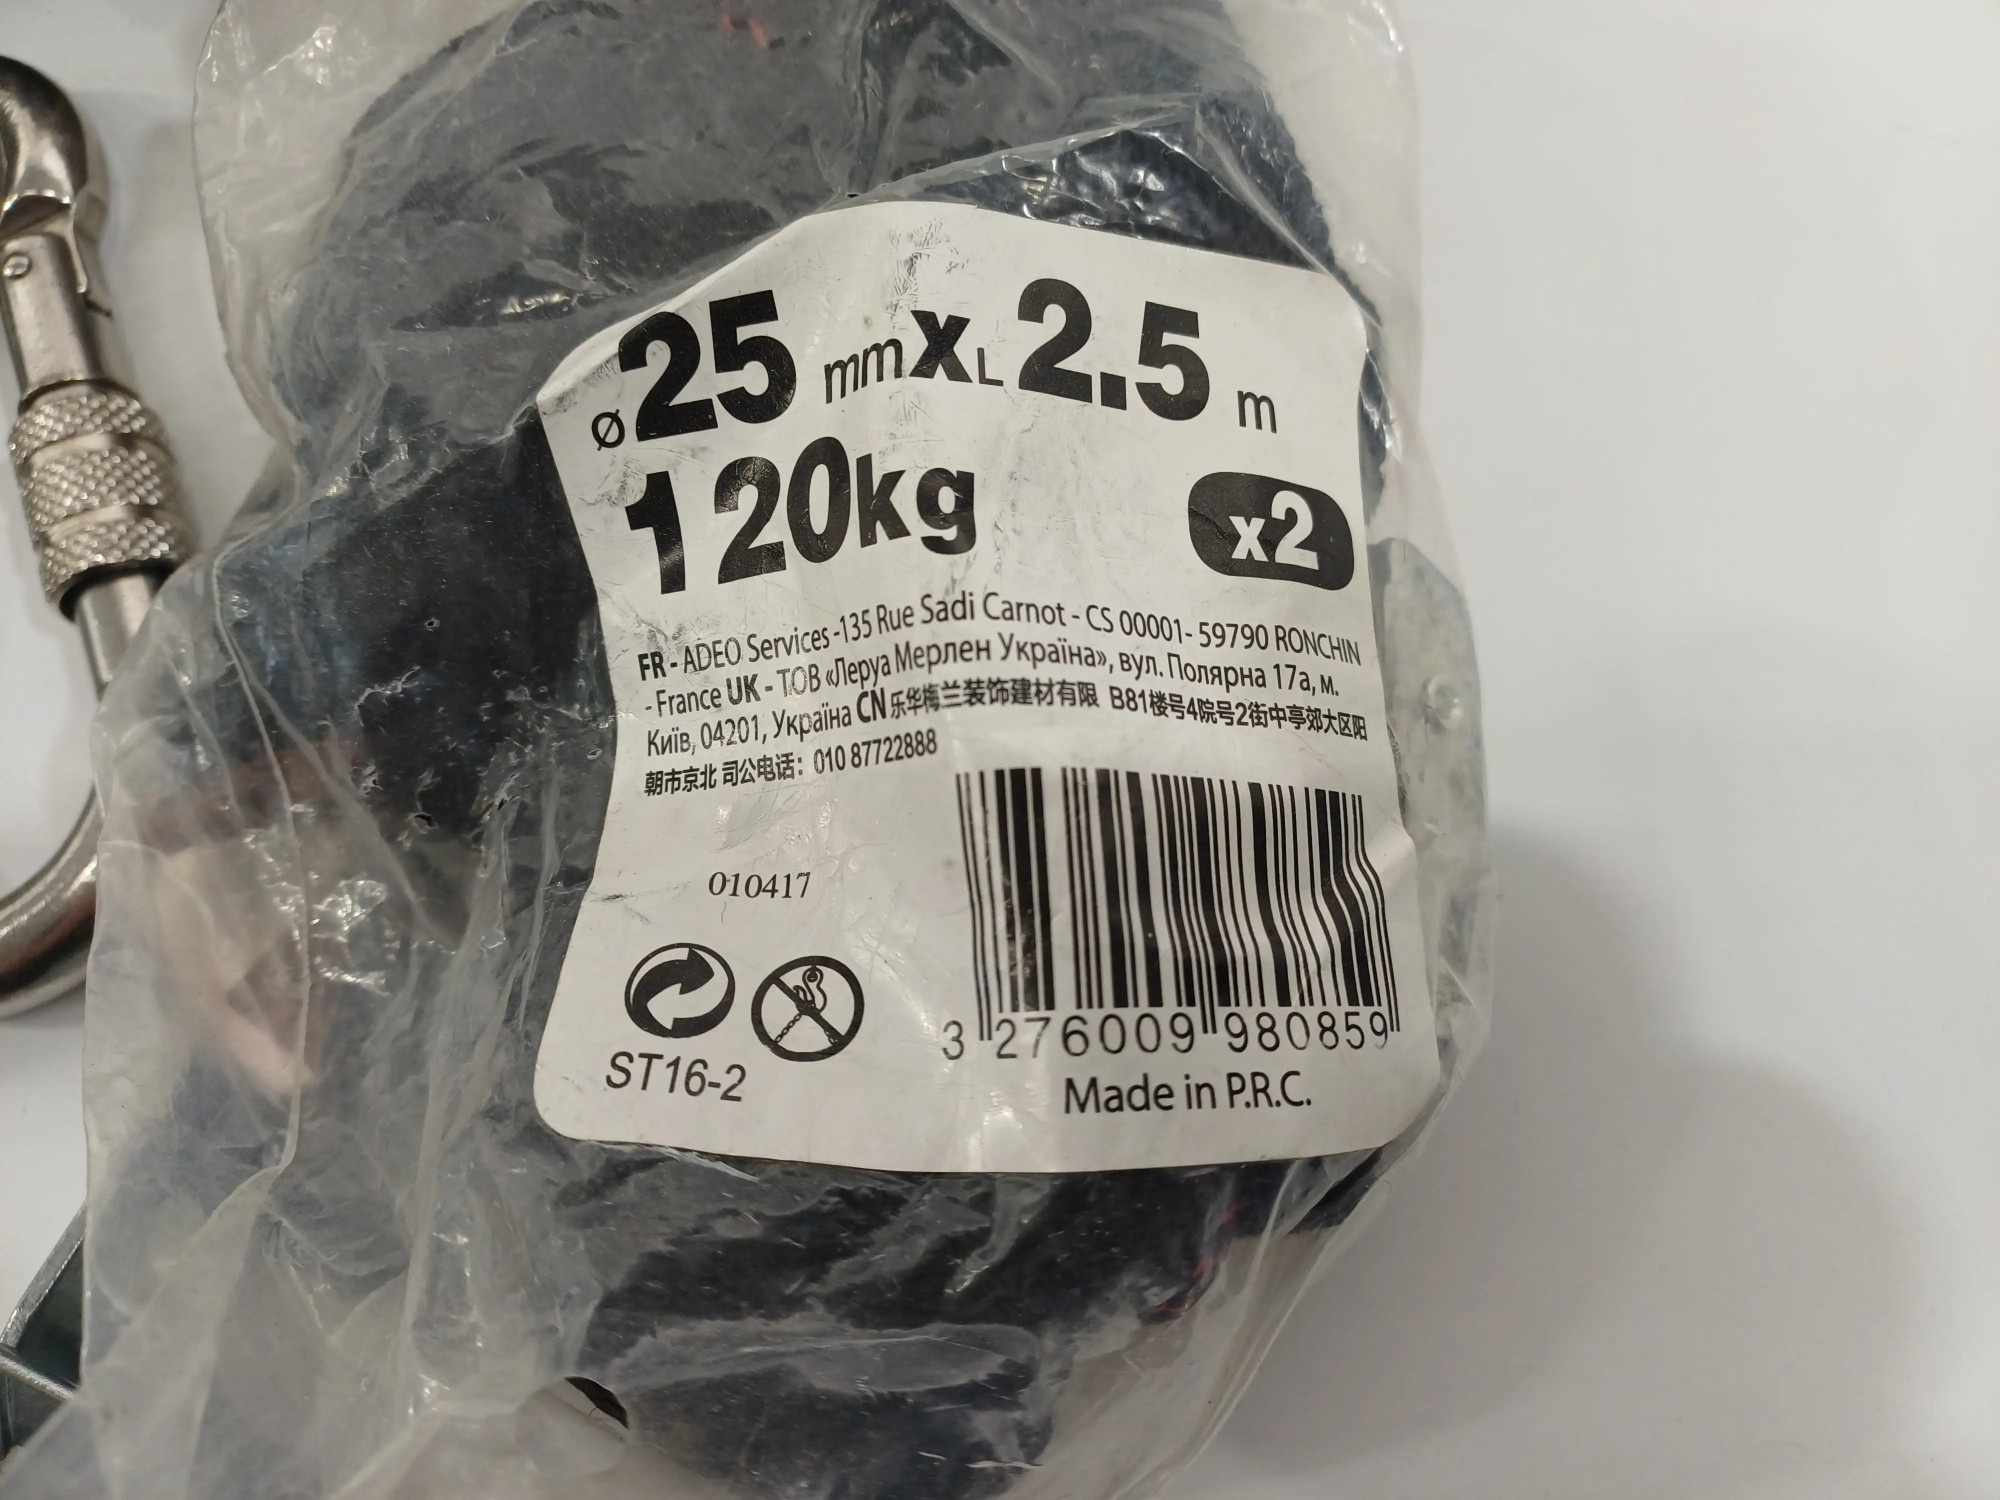 ø25 mm x L 2.5 m
120kg
x2
FR - ADEO Services -135 Rue Sadi Carnot - CS 00001- 59790 RONCHIN
- France UK - ТОВ «Леруа Мерлен Україна», вул. Полярна 17а, м.
Київ, 04201, Україна CN 乐华梅兰装饰建材有限 B81楼号4院号2街中亭郊大区阳
朝市京北 司公电话：010 87722888
010417
ST16-2
3 276009 980859
Made in P.R.C.